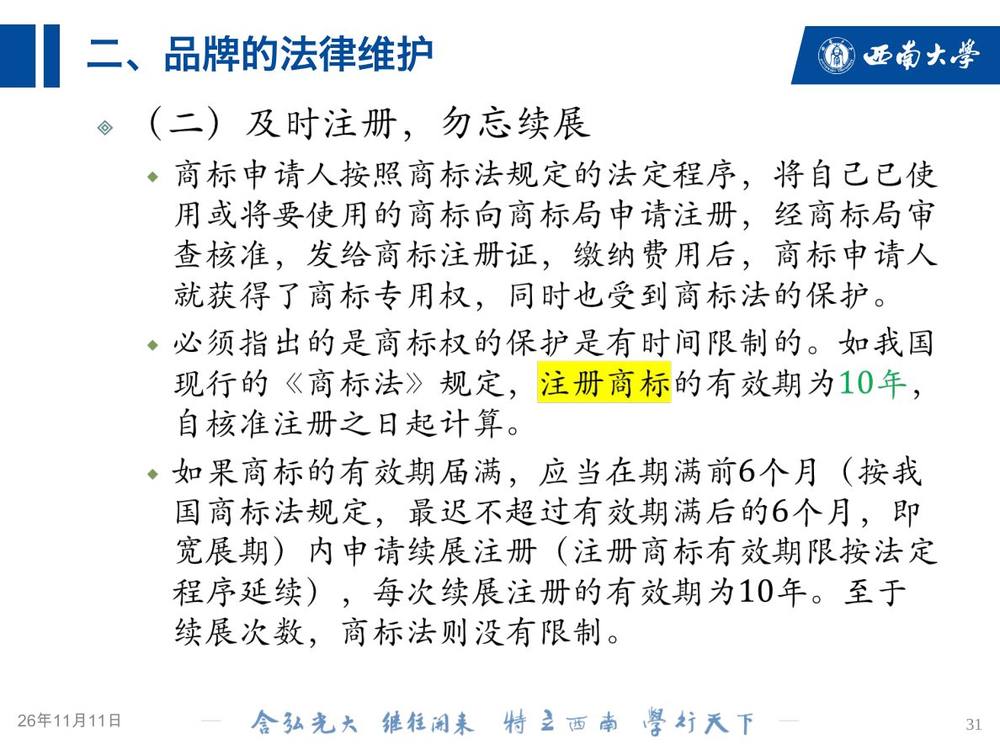 二、品牌的法律维护
西南大学
（二）及时注册，勿忘续展
商标申请人按照商标法规定的法定程序，将自己已使
用或将要使用的商标向商标局申请注册，经商标局审
查核准，发给商标注册证，缴纳费用后，商标申请人
就获得了商标专用权，同时也受到商标法的保护。
必须指出的是商标权的保护是有时间限制的。如我国
现行的《商标法》规定，注册商标的有效期为10年，
自核准注册之日起计算。
如果商标的有效期届满，应当在期满前6个月（按我
国商标法规定，最迟不超过有效期满后的6个月，即
宽展期）内申请续展注册（注册商标有效期限按法定
程序延续），每次续展注册的有效期为10年。至于
续展次数，商标法则没有限制。
26年11月11日
含弘光大 继往开来 特立西南 学行天下
31